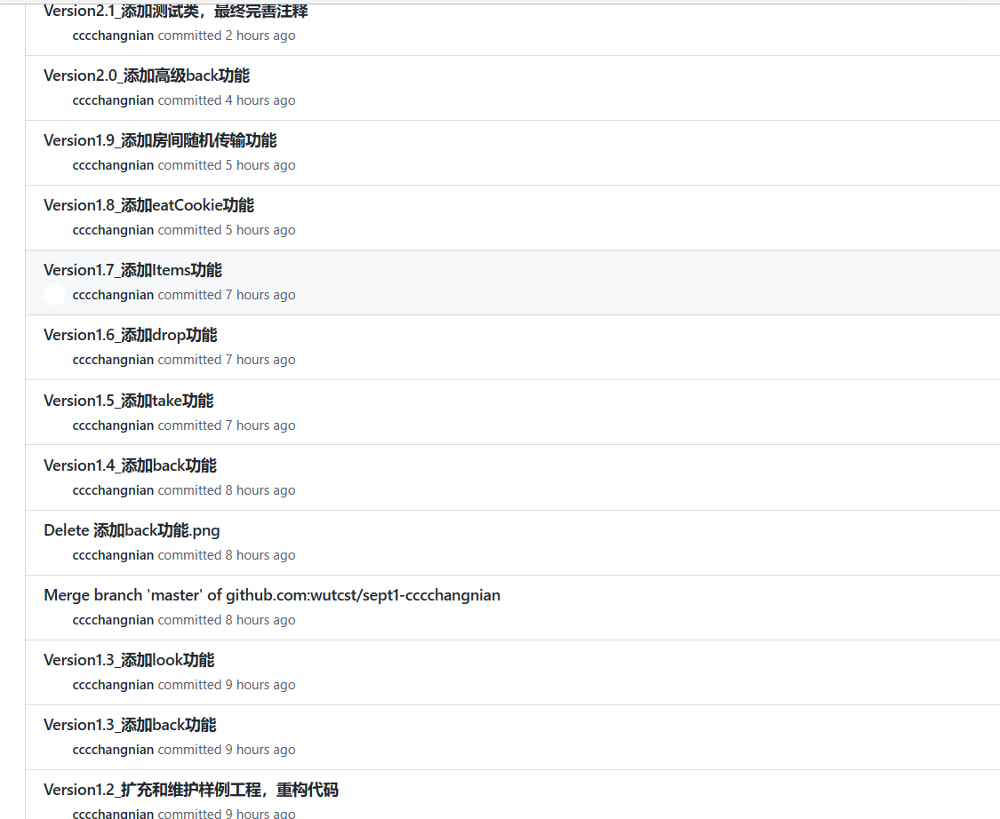 Version2.1_添加测试类，最终完善注释
cccchangnian committed 2 hours ago
Version2.0_添加高级back功能
cccchangnian committed 4 hours ago
Version1.9_添加房间随机传输功能
cccchangnian committed 5 hours ago
Version1.8_添加eatCookie功能
cccchangnian committed 5 hours ago
Version1.7_添加Items功能
cccchangnian committed 7 hours ago
Version1.6_添加drop功能
cccchangnian committed 7 hours ago
Version1.5_添加take功能
cccchangnian committed 7 hours ago
Version1.4_添加back功能
cccchangnian committed 8 hours ago
Delete 添加back功能.png
cccchangnian committed 8 hours ago
Merge branch 'master' of github.com:wutcst/sept1-cccchangnian
cccchangnian committed 8 hours ago
Version1.3_添加look功能
cccchangnian committed 9 hours ago
Version1.3_添加back功能
cccchangnian committed 9 hours ago
Version1.2_扩充和维护样例工程，重构代码
cccchangnian committed 9 hours ago